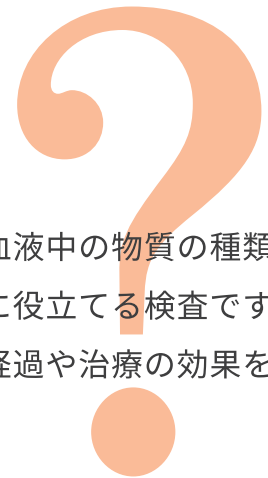 血液中の物質の種類
に役立てる検査です
経過や治療の効果を